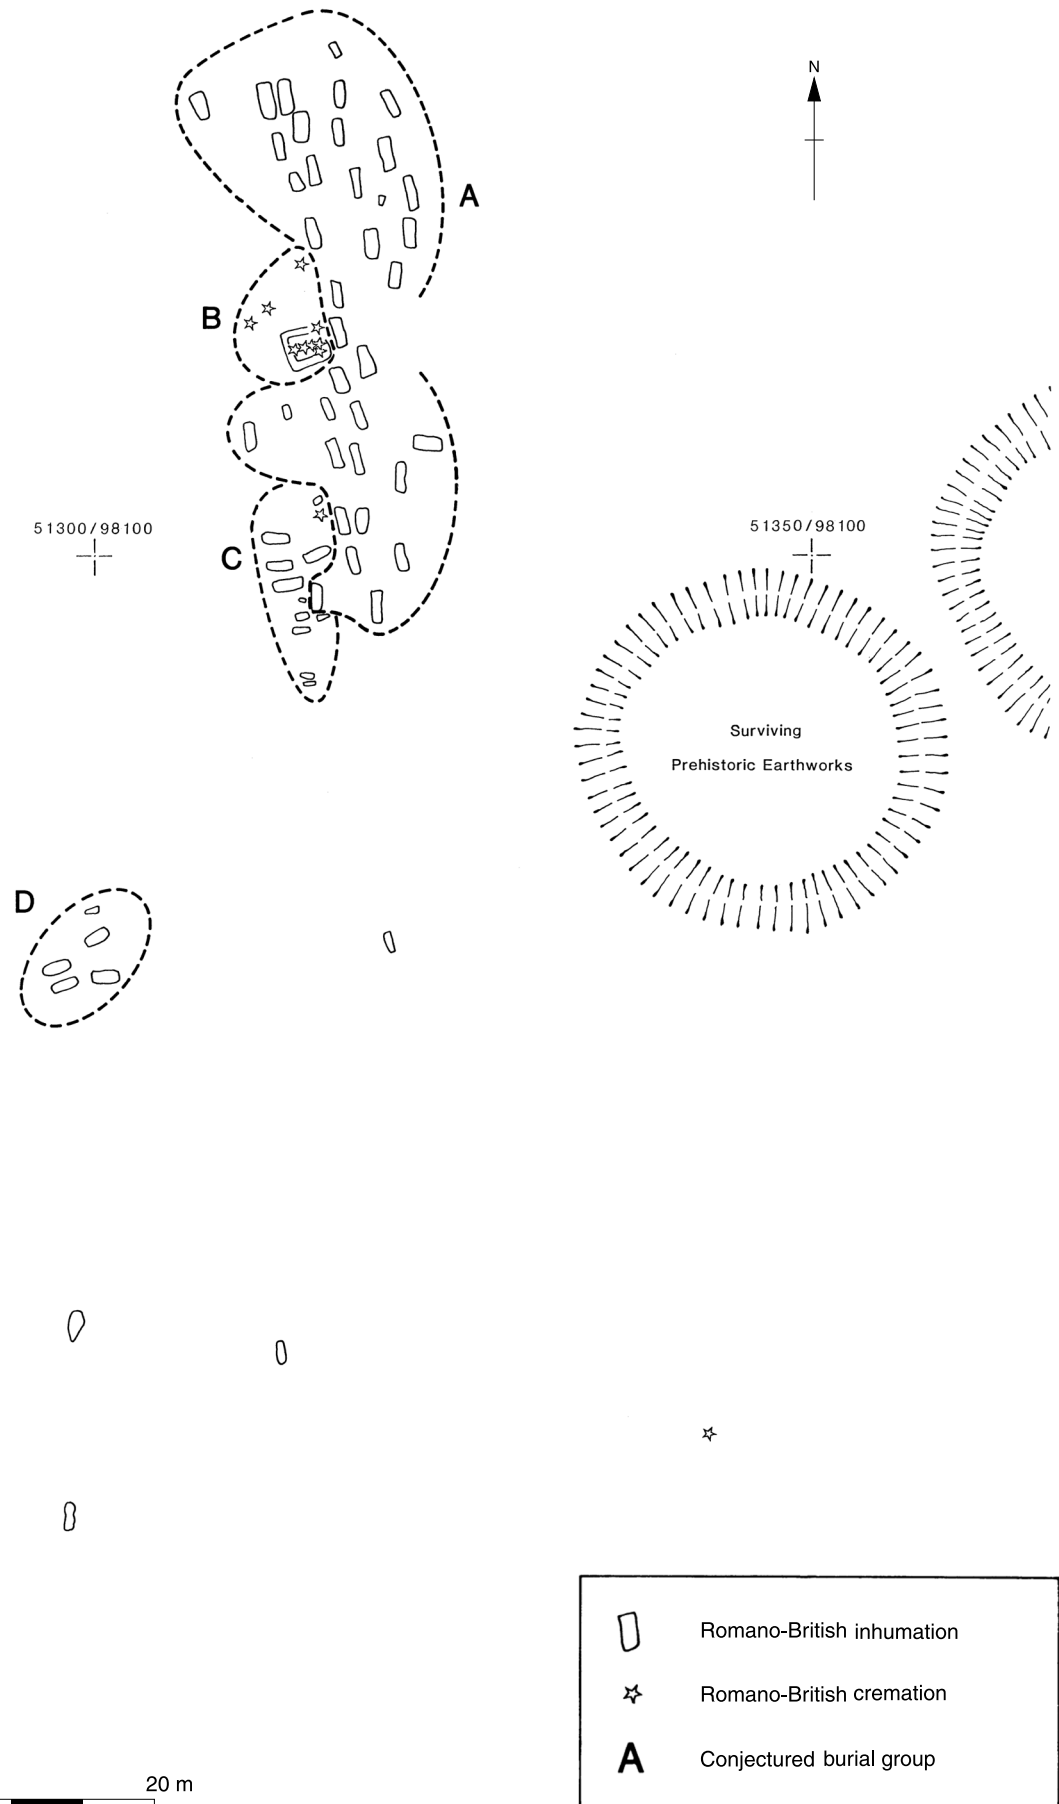 N
A
B
51300/98100
51350/98100
C
Surviving
Prehistoric Earthworks
D
Romano-British inhumation
Romano-British cremation
A Conjectured burial group
20 m